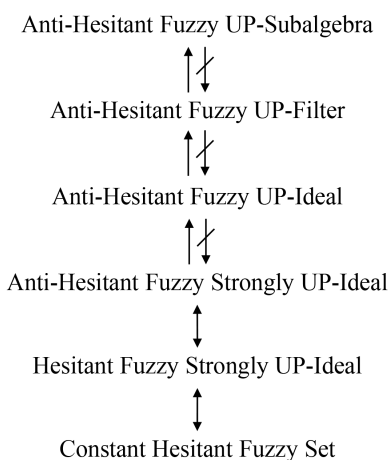 Anti-Hesitant Fuzzy UP-Subalgebra
Anti-Hesitant Fuzzy UP-Filter
Anti-Hesitant Fuzzy UP-Ideal
Anti-Hesitant Fuzzy Strongly UP-Ideal
Hesitant Fuzzy Strongly UP-Ideal
Constant Hesitant Fuzzy Set